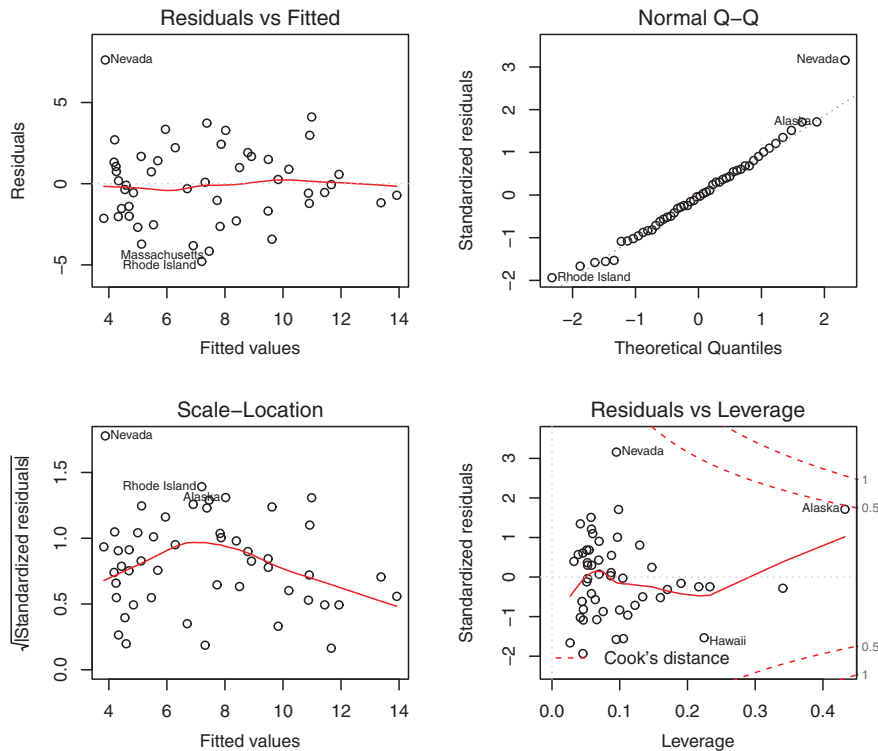 Residuals vs Fitted
Residuals
5
0
−5
Nevada
Massachusetts
Rhode Island
4 6 8 10 12 14
Fitted values
Normal Q−Q
Standardized residuals
3
2
1
0
−1
−2
Nevada
Alaska
Rhode Island
−2 −1 0 1 2
Theoretical Quantiles
Scale−Location
√|Standardized residuals|
1.5
1.0
0.5
0.0
Nevada
Rhode Island
Alaska
4 6 8 10 12 14
Fitted values
Residuals vs Leverage
Standardized residuals
3
2
1
0
−1
−2
Nevada
Alaska
Hawaii
Cook's distance
1
0.5
0.5
1
0.0 0.1 0.2 0.3 0.4
Leverage